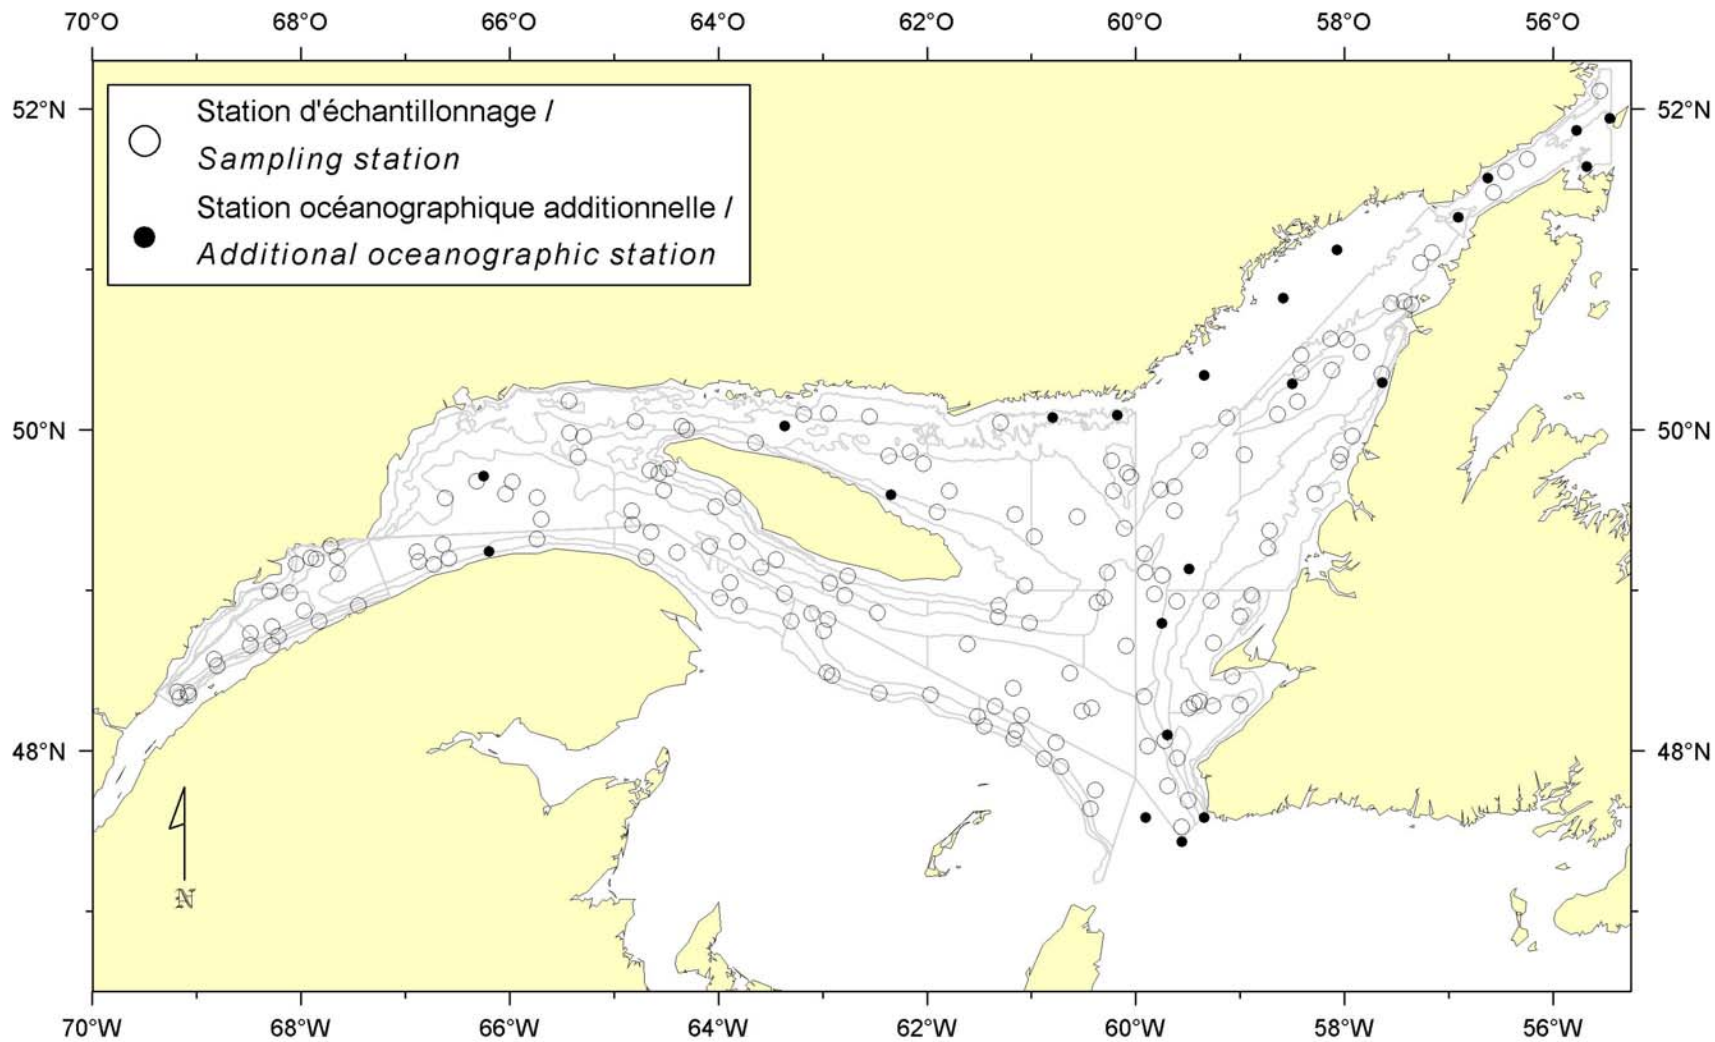 70°O 68°O 66°O 64°O 62°O 60°O 58°O 56°O
52°N 52°N
Station d'échantillonnage /
Sampling station
Station océanographique additionnelle /
Additional oceanographic station
50°N 50°N
48°N 48°N
N
70°W 68°W 66°W 64°W 62°W 60°W 58°W 56°W